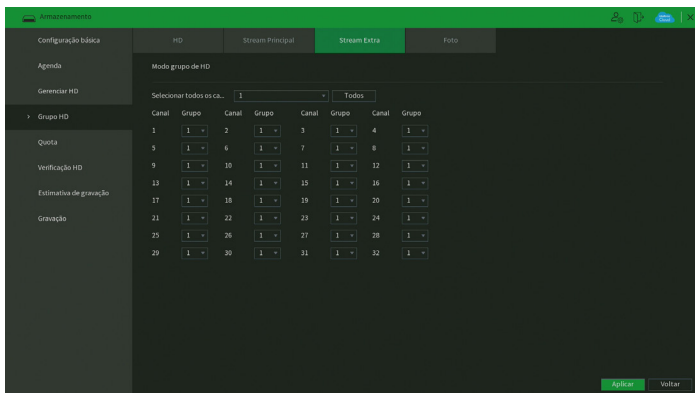 Armazenamento
Configuração básica
Agenda
Gerenciar HD
> Grupo HD
Quota
Verificação HD
Estimativa de gravação
Gravação
HD Stream Principal Stream Extra Foto
Modo grupo de HD
Selecionar todos os ca... 1 Todos
Canal Grupo Canal Grupo Canal Grupo Canal Grupo
1 1 2 1 3 1 4 1
5 1 6 1 7 1 8 1
9 1 10 1 11 1 12 1
13 1 14 1 15 1 16 1
17 1 18 1 19 1 20 1
21 1 22 1 23 1 24 1
25 1 26 1 27 1 28 1
29 1 30 1 31 1 32 1
Aplicar Voltar